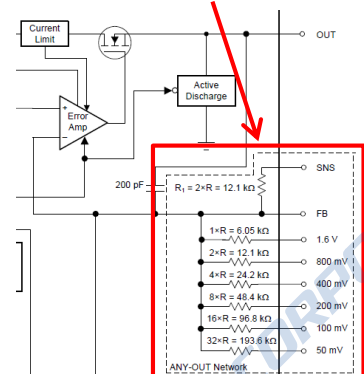 Current
Limit
OUT
Active
Discharge
+
Error
Amp
−
SNS
200 pF
R1 = 2×R = 12.1 kΩ
FB
1×R = 6.05 kΩ
1.6 V
2×R = 12.1 kΩ
800 mV
4×R = 24.2 kΩ
400 mV
8×R = 48.4 kΩ
200 mV
16×R = 96.8 kΩ
100 mV
32×R = 193.6 kΩ
50 mV
ANY-OUT Network